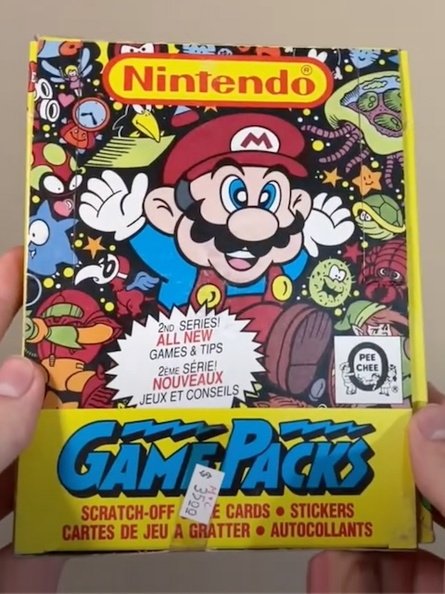 Nintendo®
M
2ND SERIES!
ALL NEW
GAMES & TIPS
2ÈME SÉRIE!
NOUVEAUX
JEUX ET CONSEILS
PEE
CHEE
GAME PACKS
SCRATCH-OFF CARDS • STICKERS
CARTES DE JEU À GRATTER • AUTOCOLLANTS